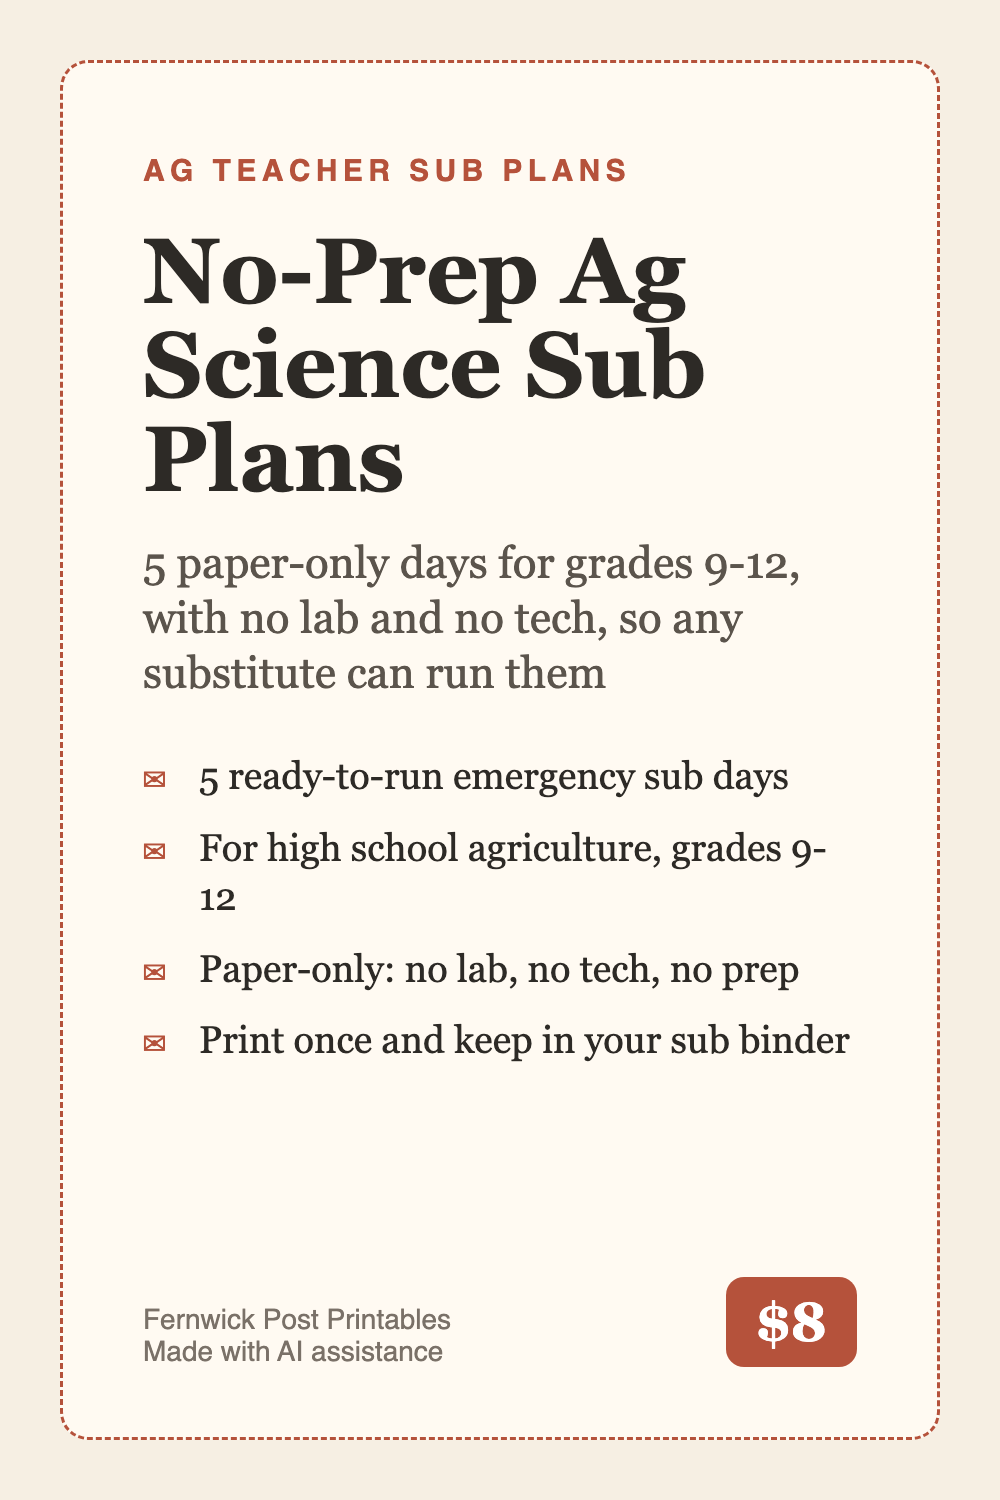 AG TEACHER SUB PLANS
No-Prep Ag
Science Sub
Plans
5 paper-only days for grades 9-12,
with no lab and no tech, so any
substitute can run them
✉ 5 ready-to-run emergency sub days
✉ For high school agriculture, grades 9-
12
✉ Paper-only: no lab, no tech, no prep
✉ Print once and keep in your sub binder
Fernwick Post Printables
Made with AI assistance
$8